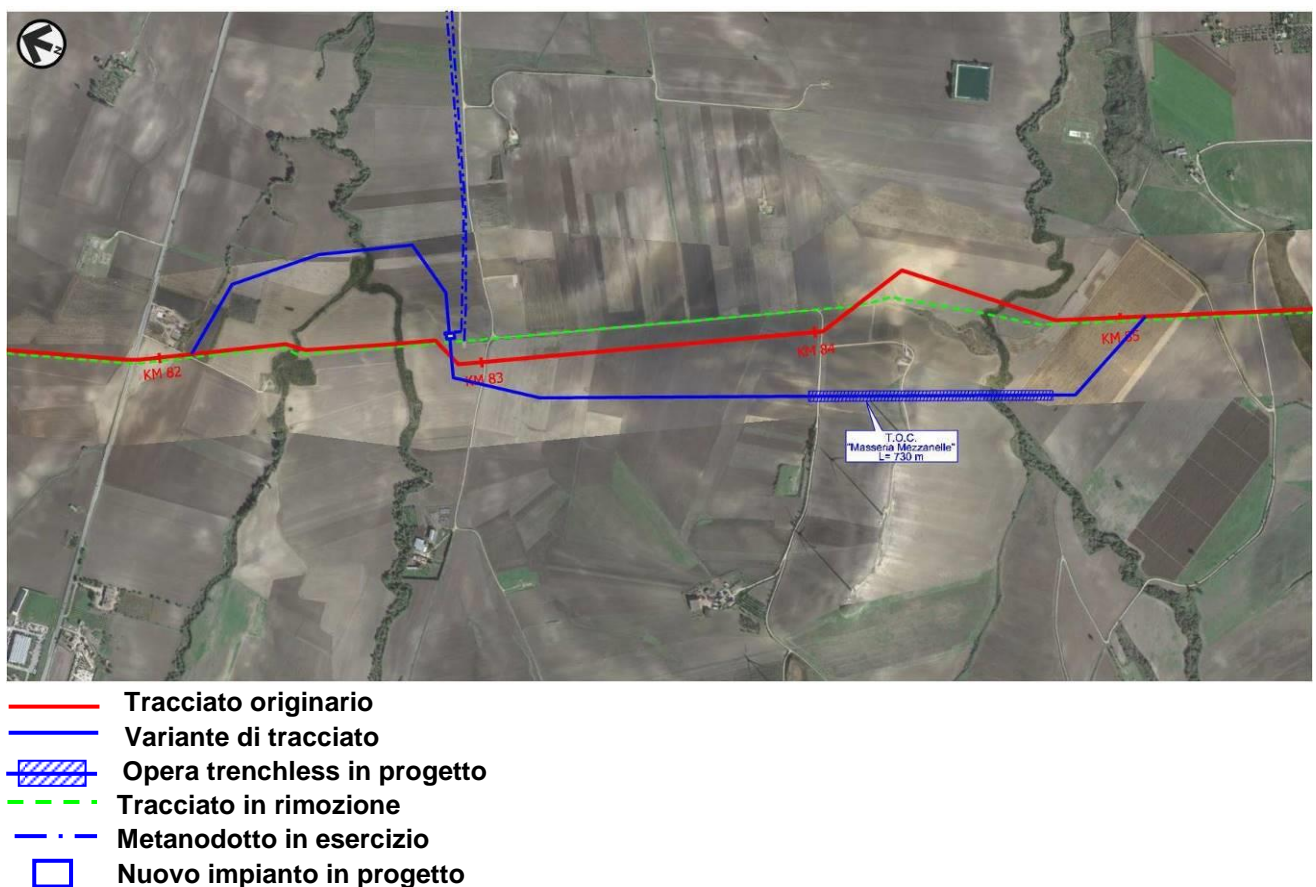 N
KM 82
KM 83
KM 84
KM 85
T.O.C.
"Masseria Mezzanelle"
L= 730 m
Tracciato originario
Variante di tracciato
Opera trenchless in progetto
Tracciato in rimozione
Metanodotto in esercizio
Nuovo impianto in progetto